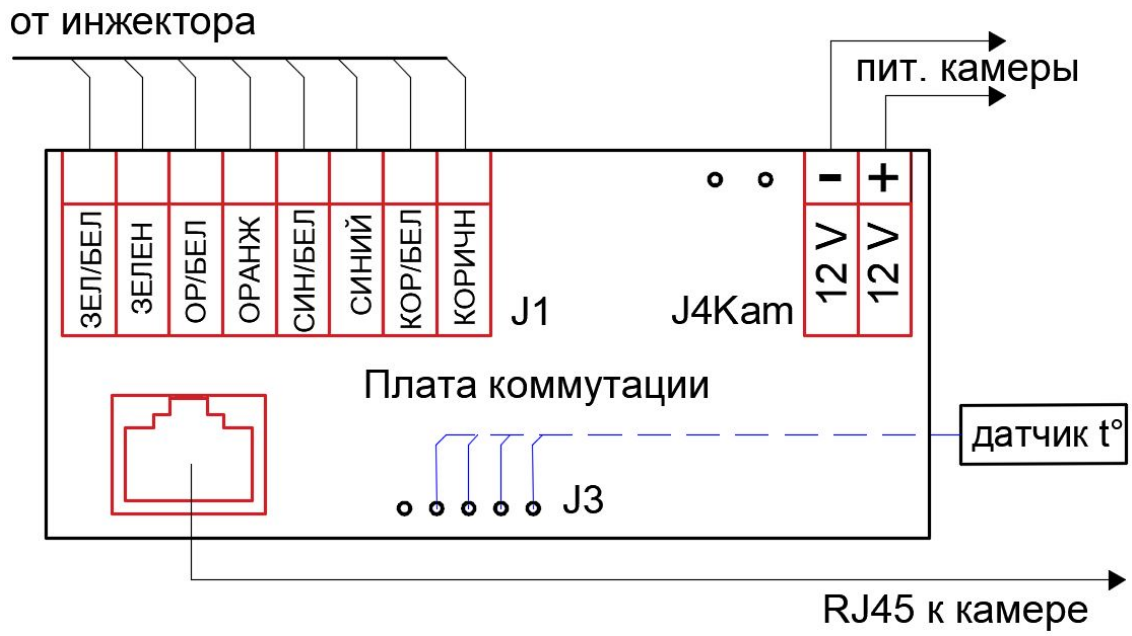 от инжектора
пит. камеры
- +
ЗЕЛ/БЕЛ
ЗЕЛЕН
ОР/БЕЛ
ОРАНЖ
СИН/БЕЛ
СИНИЙ
КОР/БЕЛ
КОРИЧН
J1
J4Kam
12 V
12 V
Плата коммутации
датчик t°
J3
RJ45 к камере